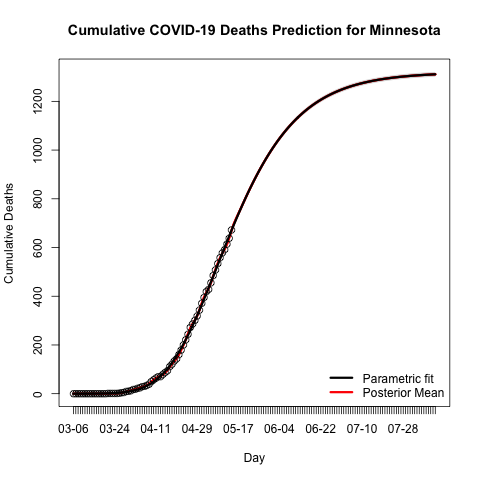 Cumulative COVID-19 Deaths Prediction for Minnesota
Cumulative Deaths
1200
1000
800
600
400
200
0
Parametric fit
Posterior Mean
03-06 03-24 04-11 04-29 05-17 06-04 06-22 07-10 07-28
Day